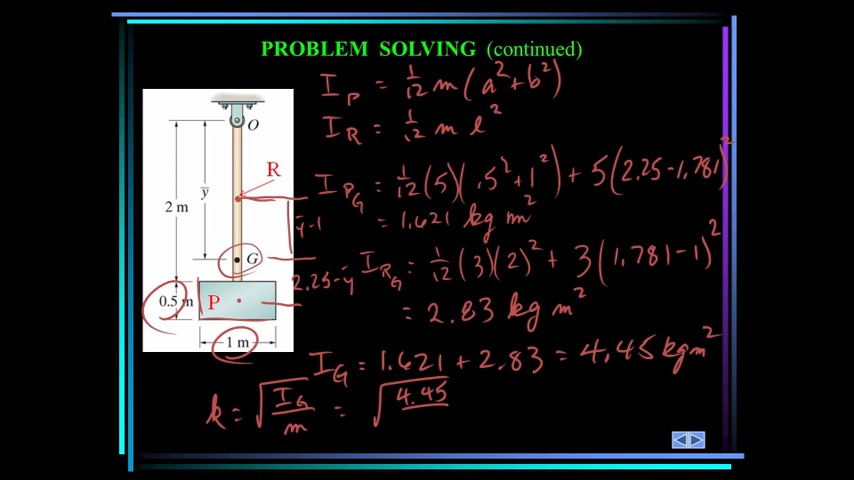 PROBLEM SOLVING (continued)
I_P = 1/12 m (a² + b²)
I_R = 1/12 m l²
I_PG = 1/12 (5)(.5² + 1²) + 5(2.25 - 1.781)²
= 1.621 kg m²
I_RG = 1/12 (3)(2)² + 3(1.781 - 1)²
= 2.83 kg m²
I_G = 1.621 + 2.83 = 4.45 kg m²
k = √(I_G/m) = √(4.45
O
R
2 m
ȳ
ȳ-1
G
2.25-ȳ
0.5 m
P
1 m